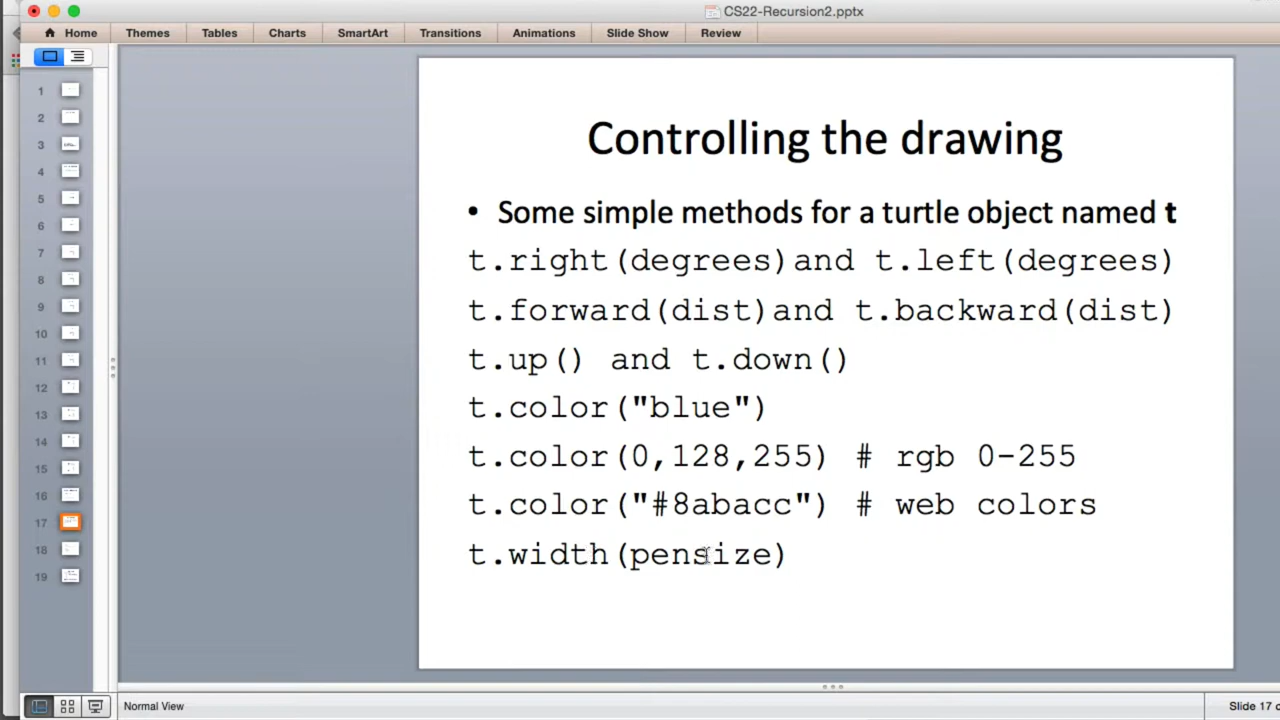 CS22-Recursion2.pptx
Home Themes Tables Charts SmartArt Transitions Animations Slide Show Review
1
2
3
4
5
6
7
8
9
10
11
12
13
14
15
16
17
18
19
Controlling the drawing
• Some simple methods for a turtle object named t
t.right(degrees)and t.left(degrees)
t.forward(dist)and t.backward(dist)
t.up() and t.down()
t.color("blue")
t.color(0,128,255) # rgb 0-255
t.color("#8abacc") # web colors
t.width(pensize)
Normal View
Slide 17